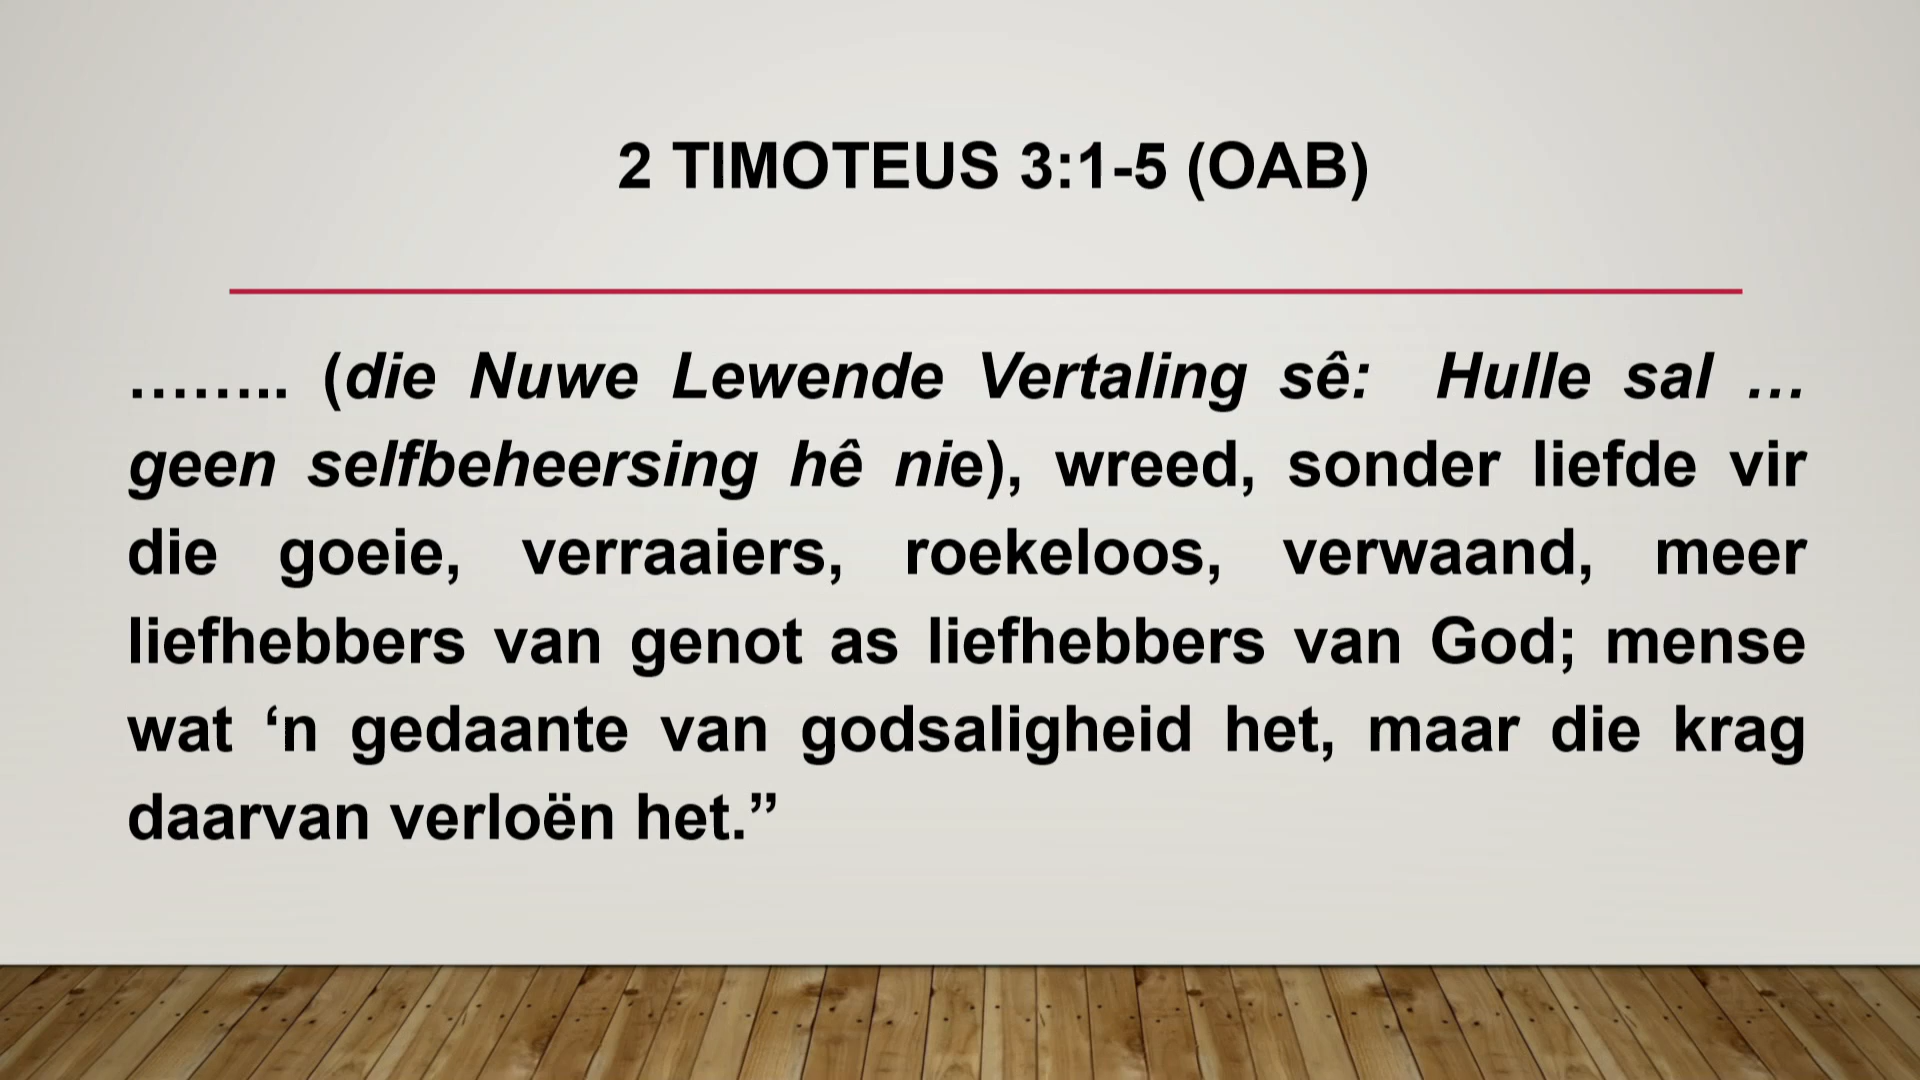 2 TIMOTEUS 3:1-5 (OAB)
…….. (die Nuwe Lewende Vertaling sê:  Hulle sal …
geen selfbeheersing hê nie), wreed, sonder liefde vir
die goeie, verraaiers, roekeloos, verwaand, meer
liefhebbers van genot as liefhebbers van God; mense
wat ‘n gedaante van godsaligheid het, maar die krag
daarvan verloën het.”